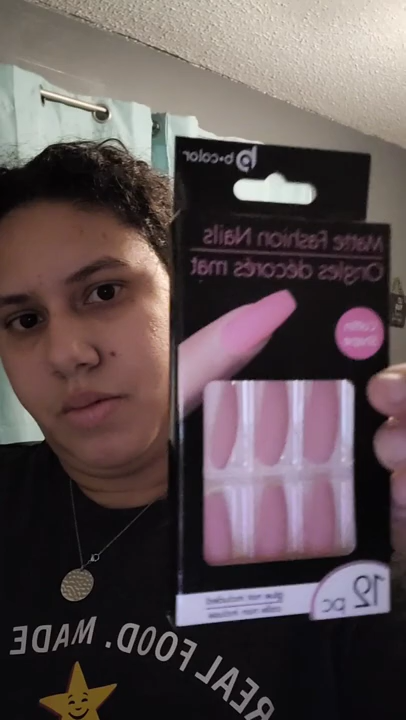 b•color
Matte Fashion Nails
Ongles décorés mat
Coffin
Shape
glue not included
colle non incluse
12 pc
REAL FOOD. MADE